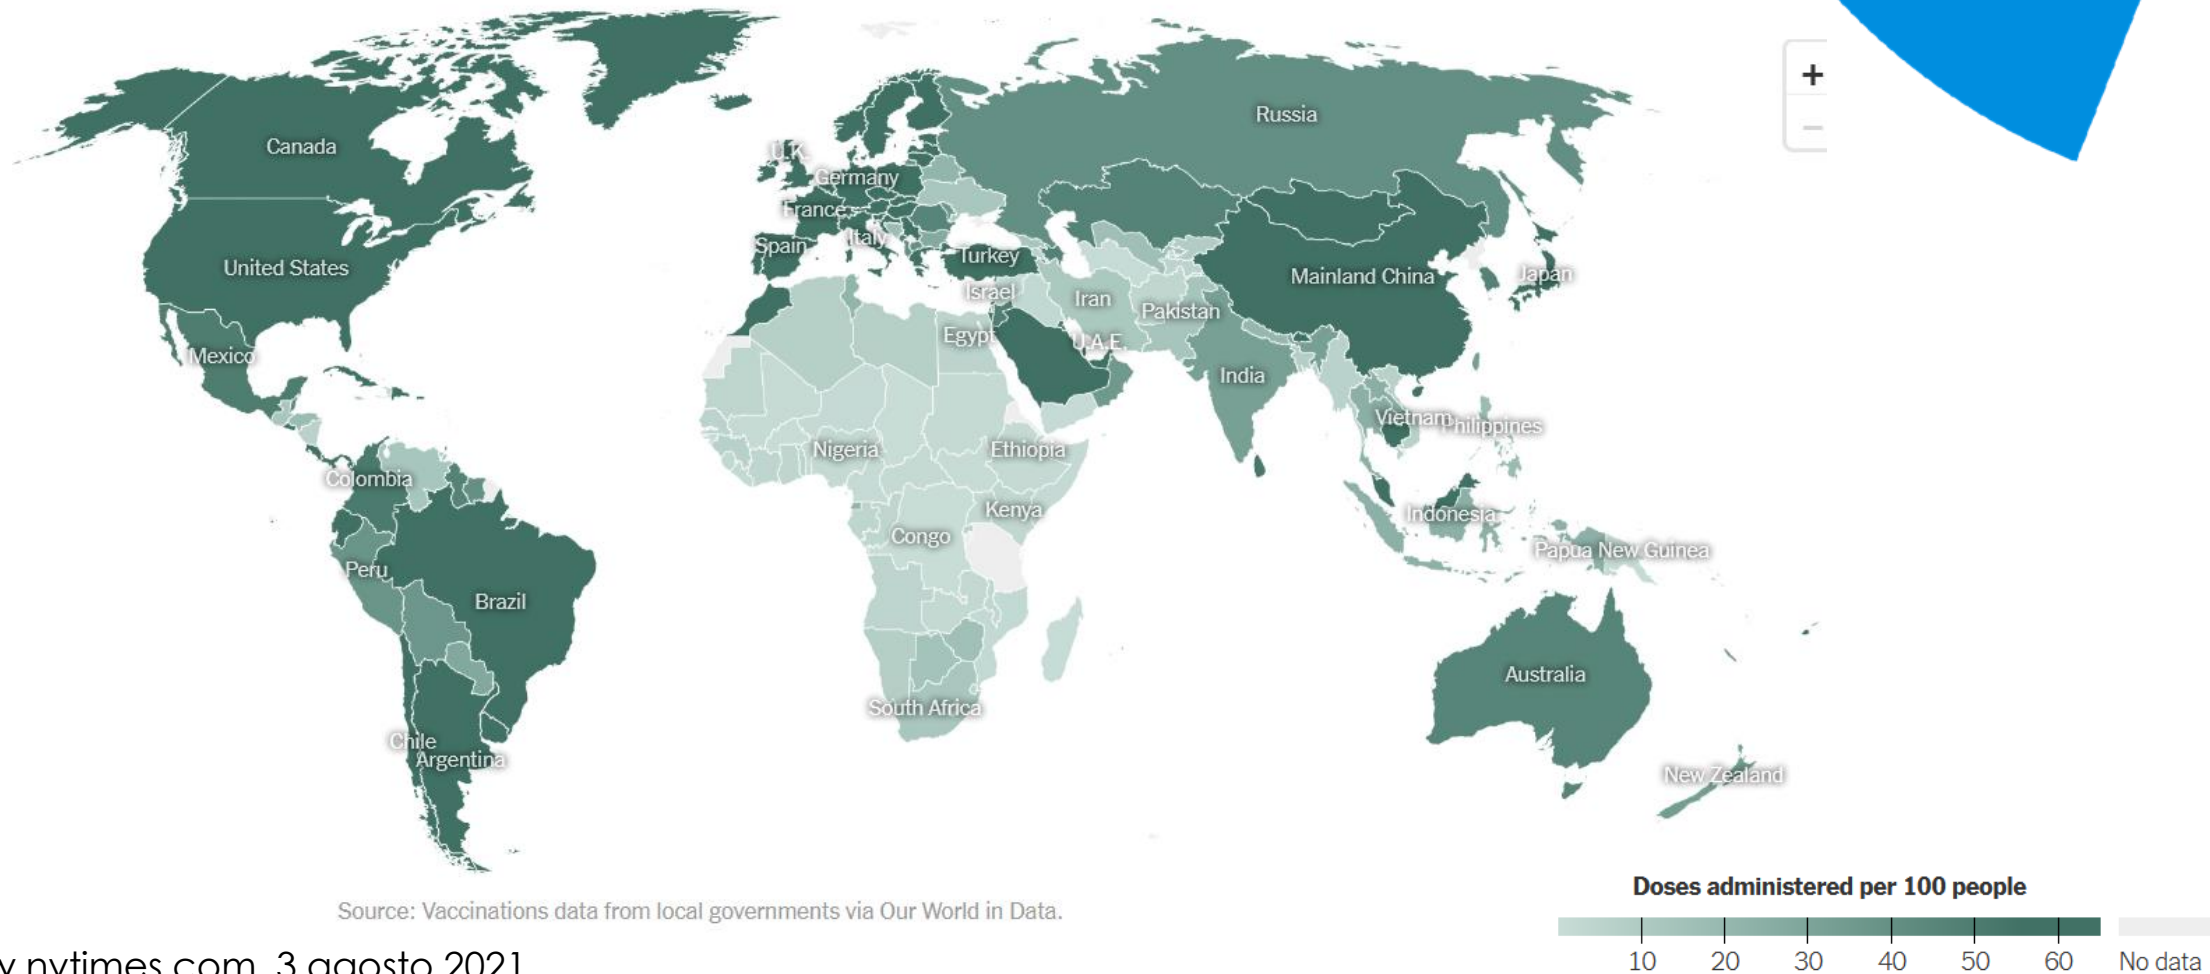 +
−
Russia
Canada
U.K.
Germany
France
Spain
Italy
Turkey
United States
Mainland China
Japan
Israel
Iran
Pakistan
Egypt
U.A.E.
Mexico
India
Vietnam
Philippines
Nigeria
Ethiopia
Colombia
Kenya
Indonesia
Congo
Papua New Guinea
Peru
Brazil
Australia
South Africa
Chile
Argentina
New Zealand
Doses administered per 100 people
10 20 30 40 50 60 No data
Source: Vaccinations data from local governments via Our World in Data.
nytimes.com, 3 agosto 2021